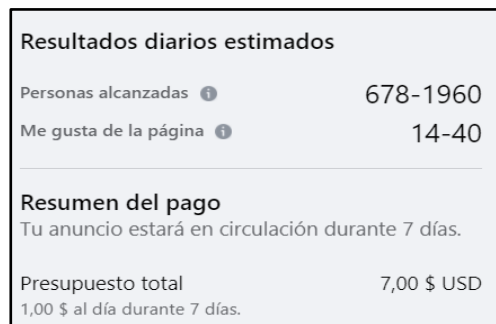 Resultados diarios estimados
Personas alcanzadas 678-1960
Me gusta de la página 14-40
Resumen del pago
Tu anuncio estará en circulación durante 7 días.
Presupuesto total 7,00 $ USD
1,00 $ al día durante 7 días.